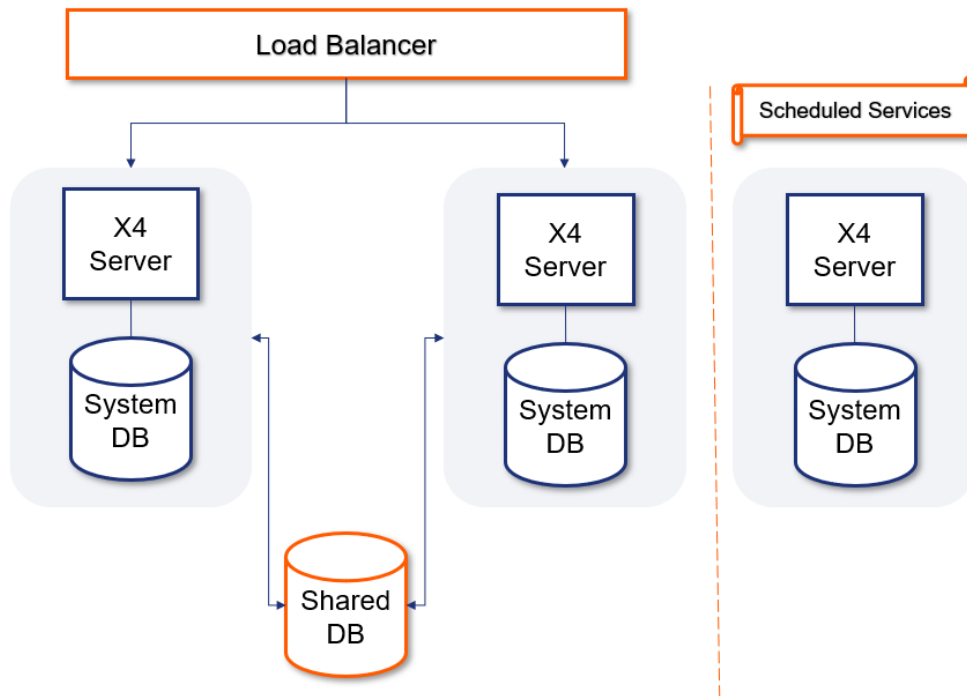 Load Balancer
Scheduled Services
X4
Server
System
DB
X4
Server
System
DB
X4
Server
System
DB
Shared
DB